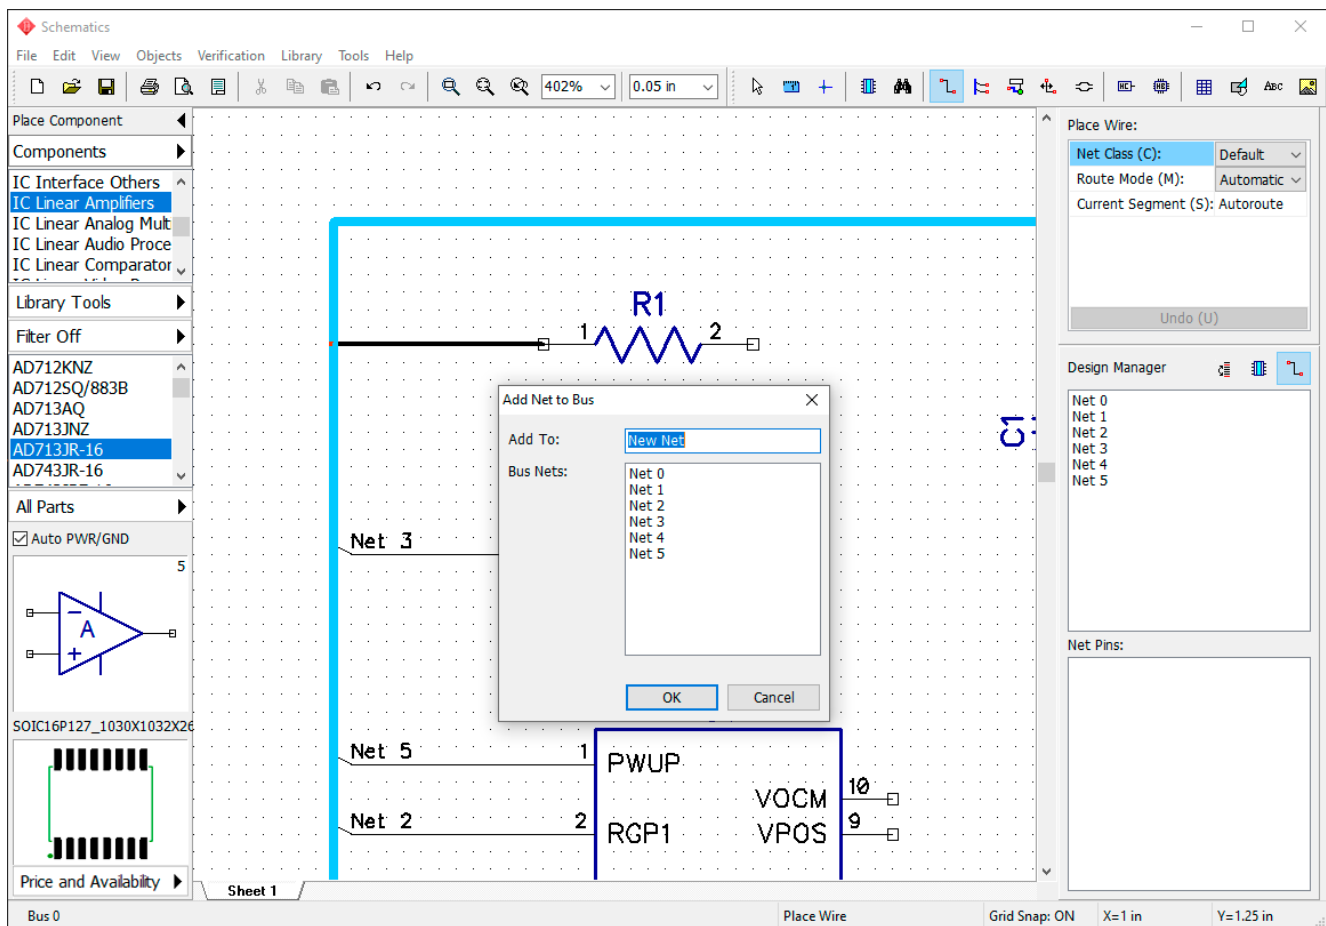 Schematics
File Edit View Objects Verification Library Tools Help
402% 0.05 in ABC
Place Component
Components
IC Interface Others
IC Linear Amplifiers
IC Linear Analog Mult
IC Linear Audio Proce
IC Linear Comparator
Library Tools
Filter Off
AD712KNZ
AD712SQ/883B
AD713AQ
AD713JNZ
AD713JR-16
AD743JR-16
All Parts
Auto PWR/GND
5
A
SOIC16P127_1030X1032X26
Price and Availability
R1
1 2
C1
Net 3
Net 5 1 PWUP
VOCM 10
Net 2 2 RGP1 VPOS 9
Sheet 1
Add Net to Bus
Add To: New Net
Bus Nets:
Net 0
Net 1
Net 2
Net 3
Net 4
Net 5
OK Cancel
Place Wire:
Net Class (C): Default
Route Mode (M): Automatic
Current Segment (S): Autoroute
Undo (U)
Design Manager
Net 0
Net 1
Net 2
Net 3
Net 4
Net 5
Net Pins:
Bus 0 Place Wire Grid Snap: ON X=1 in Y=1.25 in